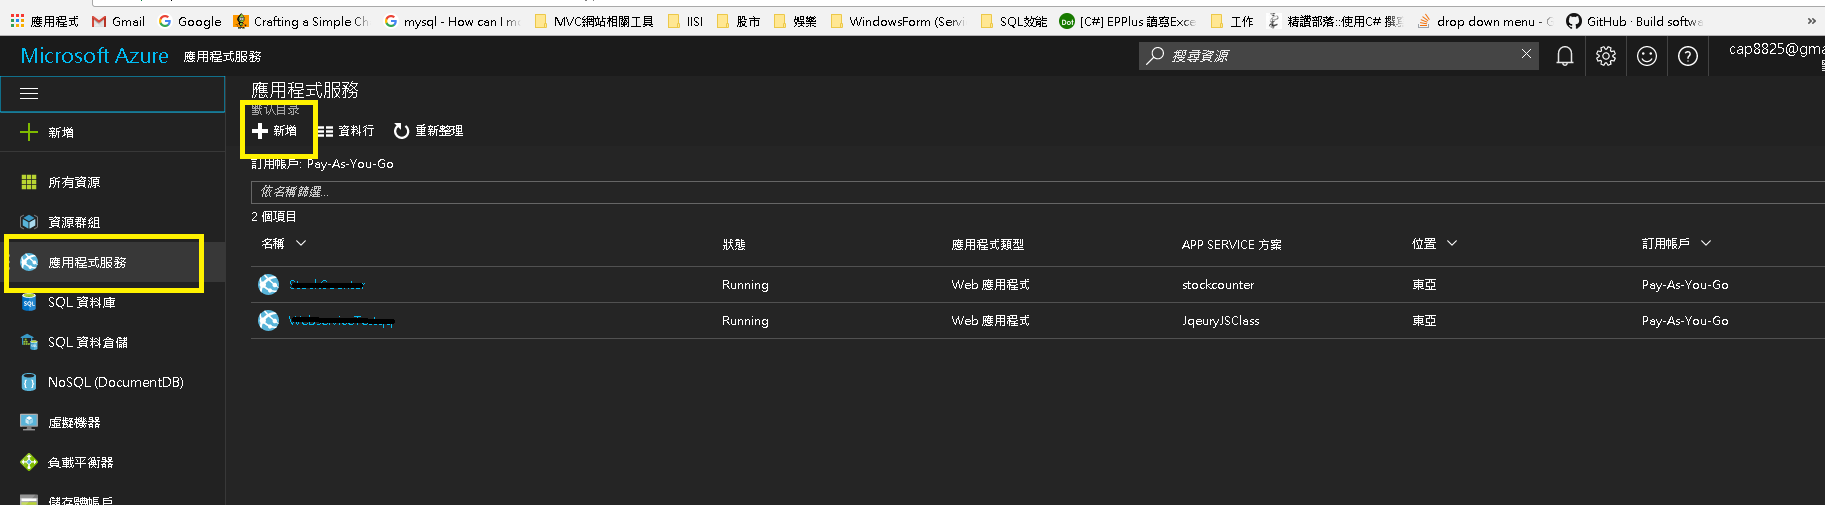 應用程式 Gmail Google Crafting a Simple Ch mysql - How can I m MVC網站相關工具 IISI 股市 娛樂 WindowsForm (Servi SQL效能 [C#] EPPlus 讀寫Exce 工作 精讚部落::使用C# 撰 drop down menu - G GitHub · Build softwa »
Microsoft Azure 應用程式服務 搜尋資源 cap8825@gma
新增
所有資源
資源群組
應用程式服務
SQL 資料庫
SQL 資料倉儲
NoSQL (DocumentDB)
虛擬機器
負載平衡器
儲存體帳戶
應用程式服務
默认目录
新增 資料行 重新整理
訂用帳戶: Pay-As-You-Go
依名稱篩選...
2 個項目
名稱 狀態 應用程式類型 APP SERVICE 方案 位置 訂用帳戶
Running Web 應用程式 stockcounter 東亞 Pay-As-You-Go
Running Web 應用程式 JqeuryJSClass 東亞 Pay-As-You-Go